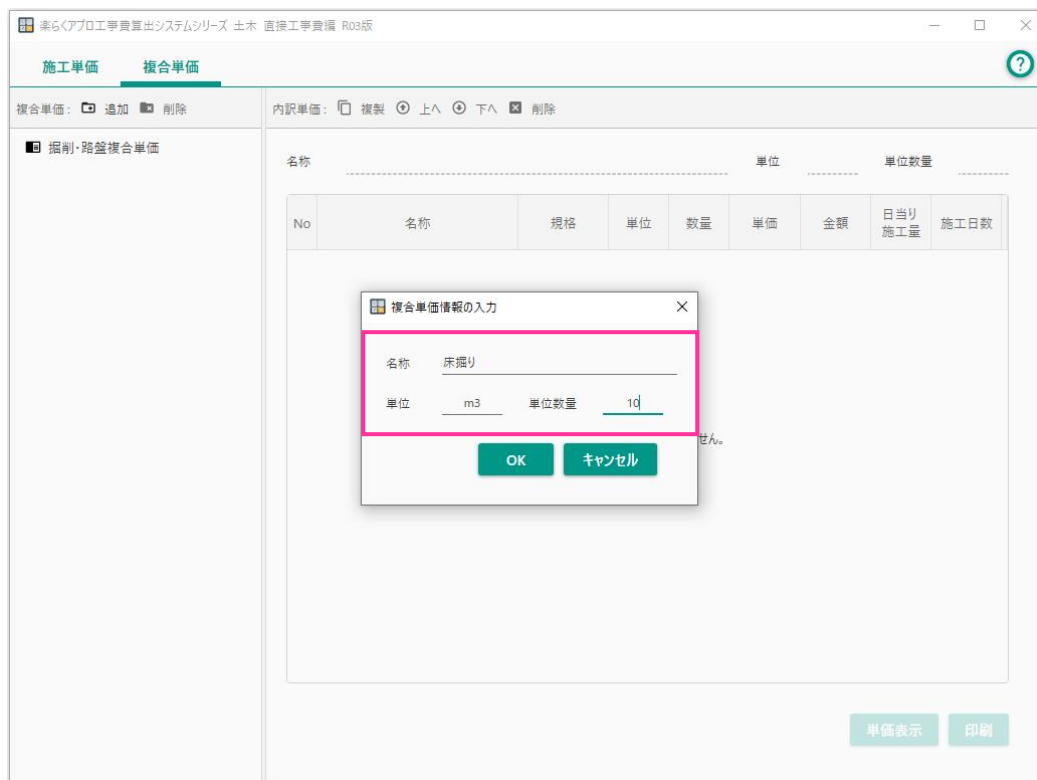 楽らくアプロ工事費算出システムシリーズ 土木 直接工事費編 R03版
施工単価 複合単価 ?
複合単価: 追加 削除 内訳単価: 複製 上へ 下へ 削除
掘削・路盤複合単価
名称 単位 単位数量
No 名称 規格 単位 数量 単価 金額 日当り施工量 施工日数
複合単価情報の入力
名称 床掘り
単位 m3 単位数量 10
せん。
OK キャンセル
単価表示 印刷